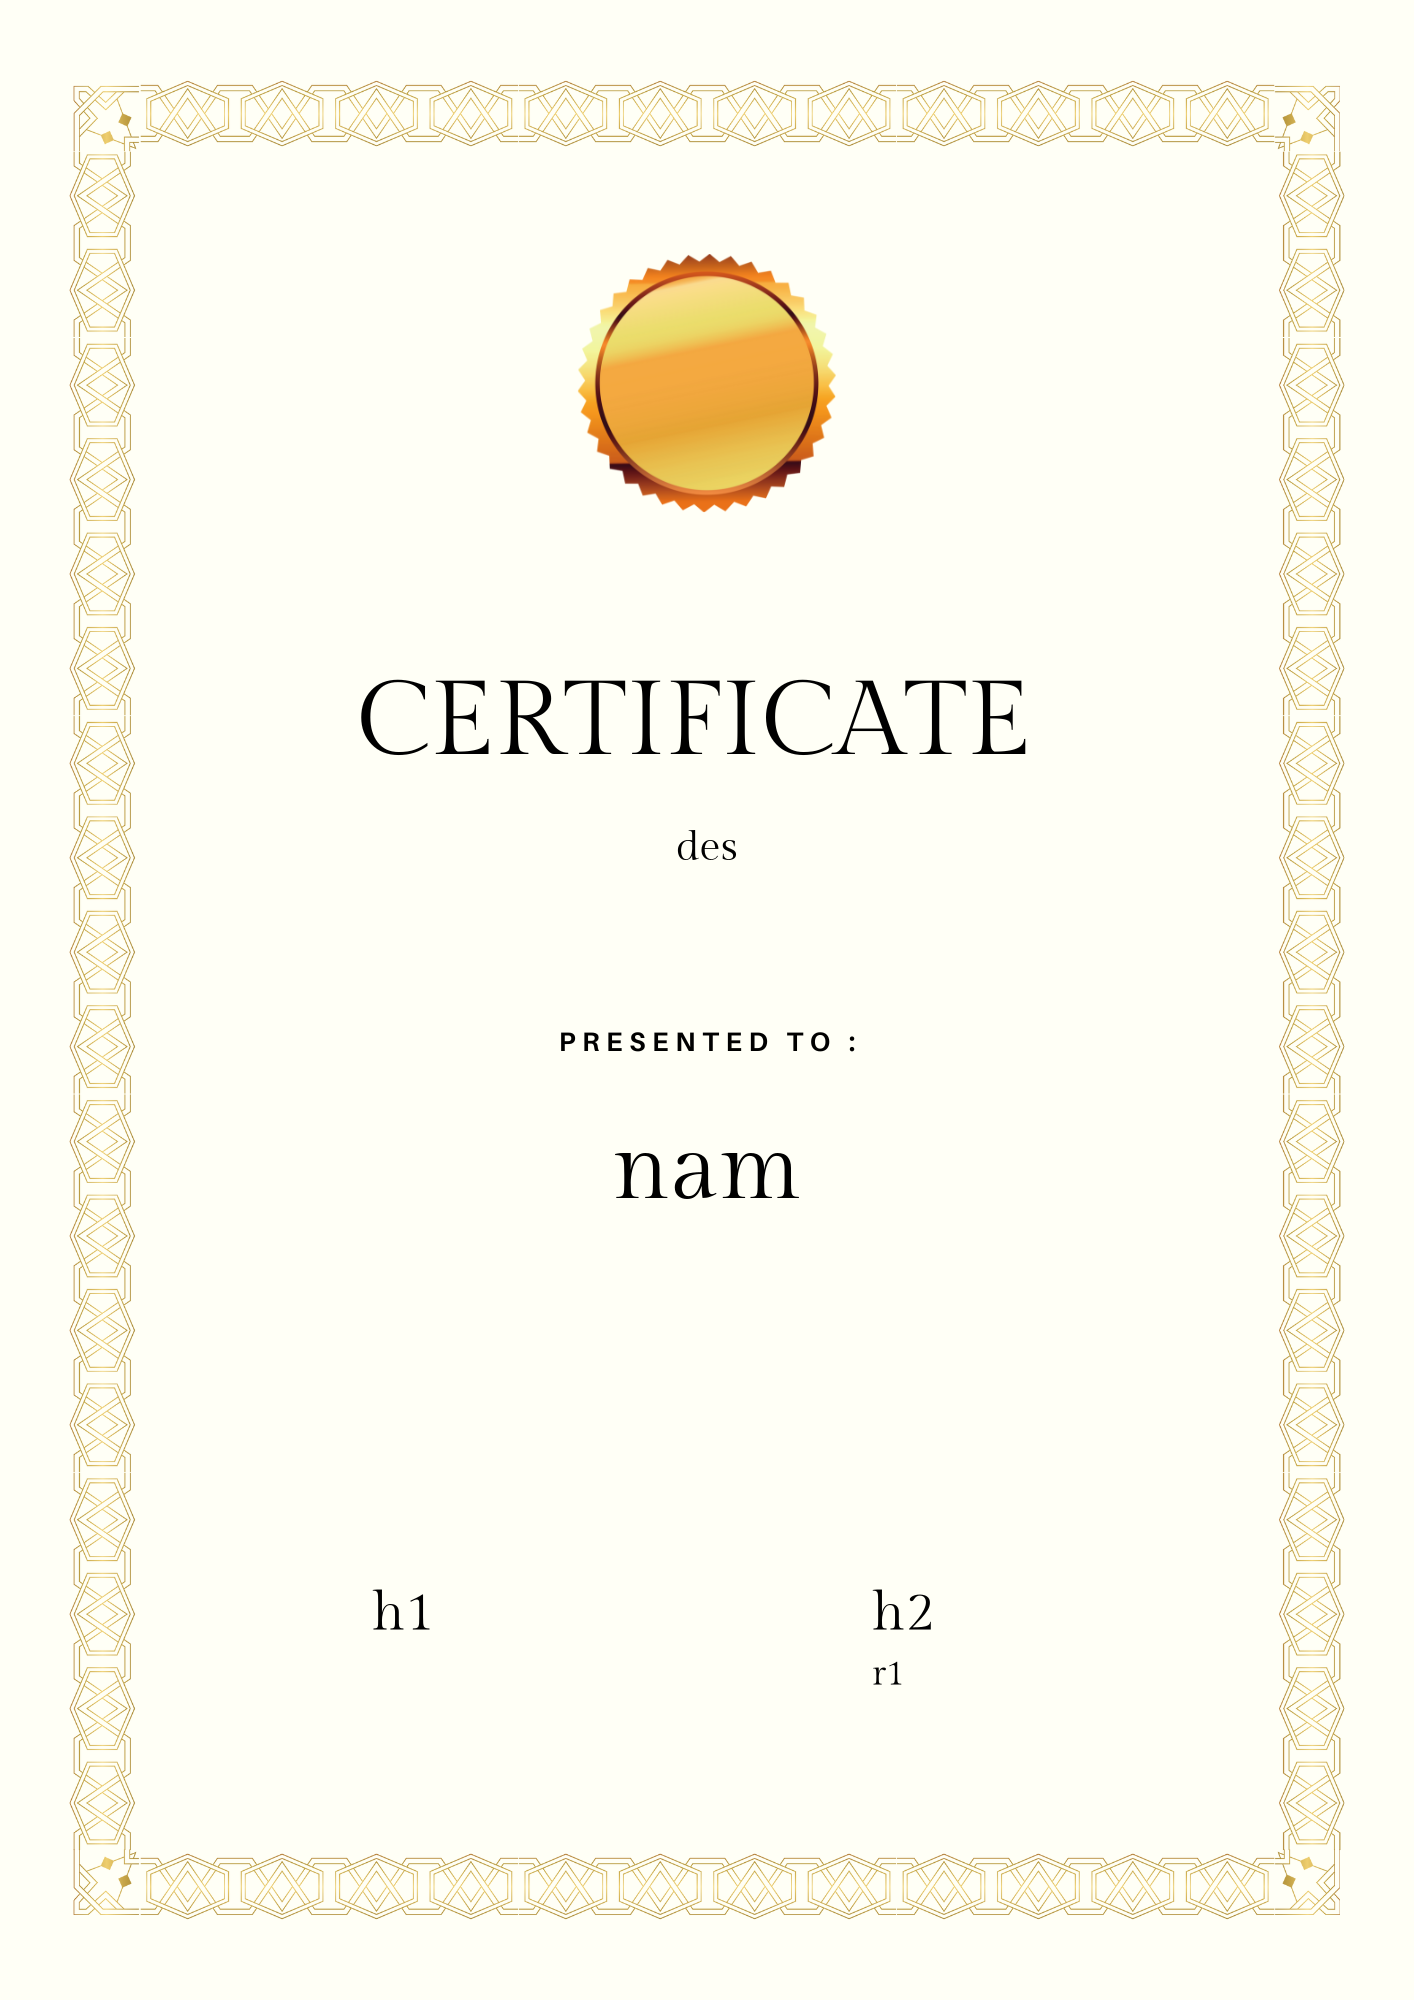 CERTIFICATE
des
PRESENTED TO :
nam
h1
h2
r1